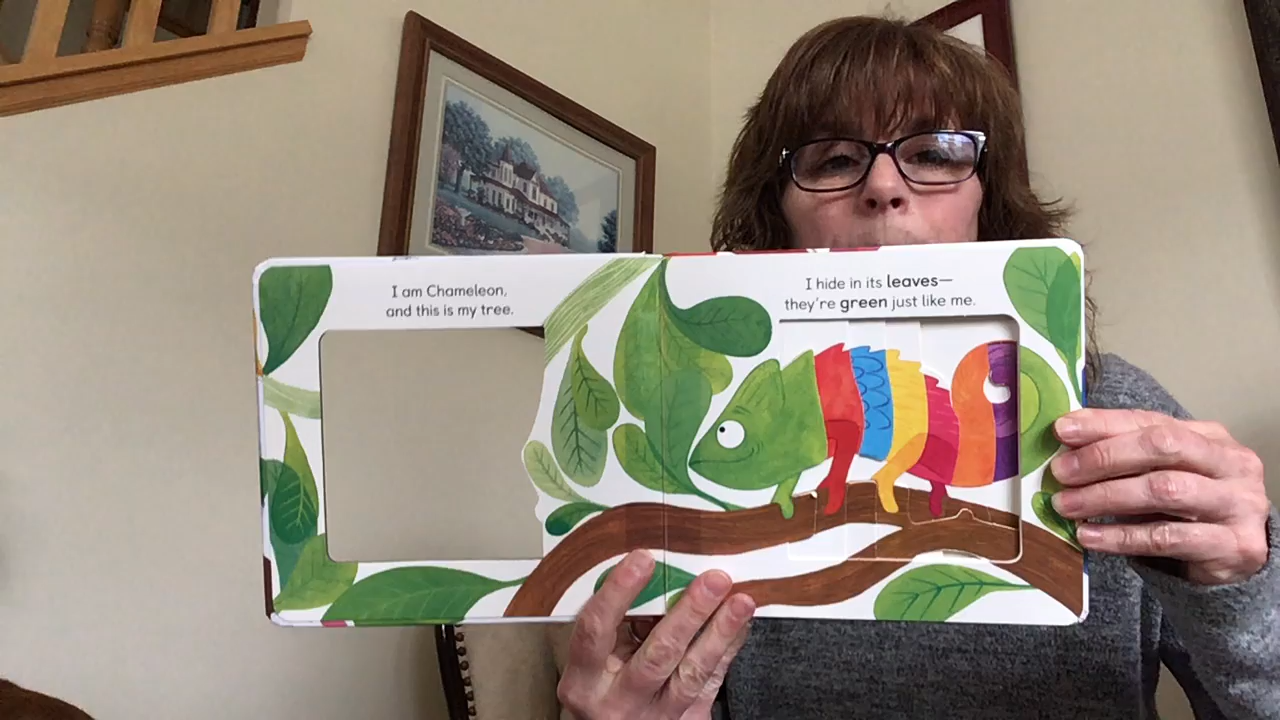 I am Chameleon,
and this is my tree.
I hide in its leaves—
they're green just like me.